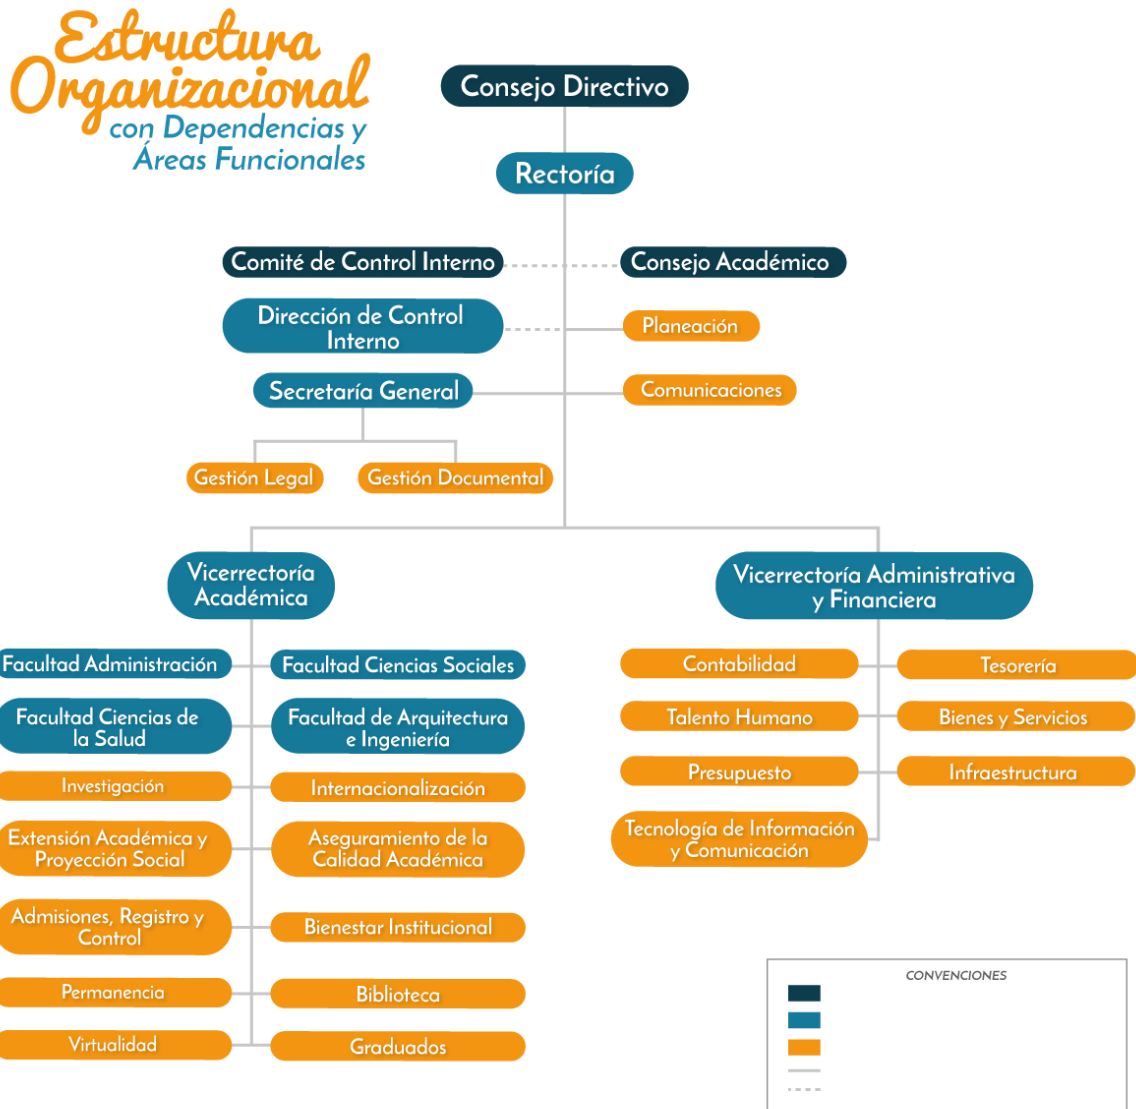 Estructura
Organizacional
con Dependencias y
Áreas Funcionales
Consejo Directivo
Rectoría
Comité de Control Interno
Consejo Académico
Dirección de Control
Interno
Planeación
Secretaría General
Comunicaciones
Gestión Legal
Gestión Documental
Vicerrectoría
Académica
Vicerrectoría Administrativa
y Financiera
Facultad Administración
Facultad Ciencias Sociales
Facultad Ciencias de
la Salud
Facultad de Arquitectura
e Ingeniería
Investigación
Internacionalización
Extensión Académica y
Proyección Social
Aseguramiento de la
Calidad Académica
Admisiones, Registro y
Control
Bienestar Institucional
Permanencia
Biblioteca
Virtualidad
Graduados
Contabilidad
Tesorería
Talento Humano
Bienes y Servicios
Presupuesto
Infraestructura
Tecnología de Información
y Comunicación
CONVENCIONES